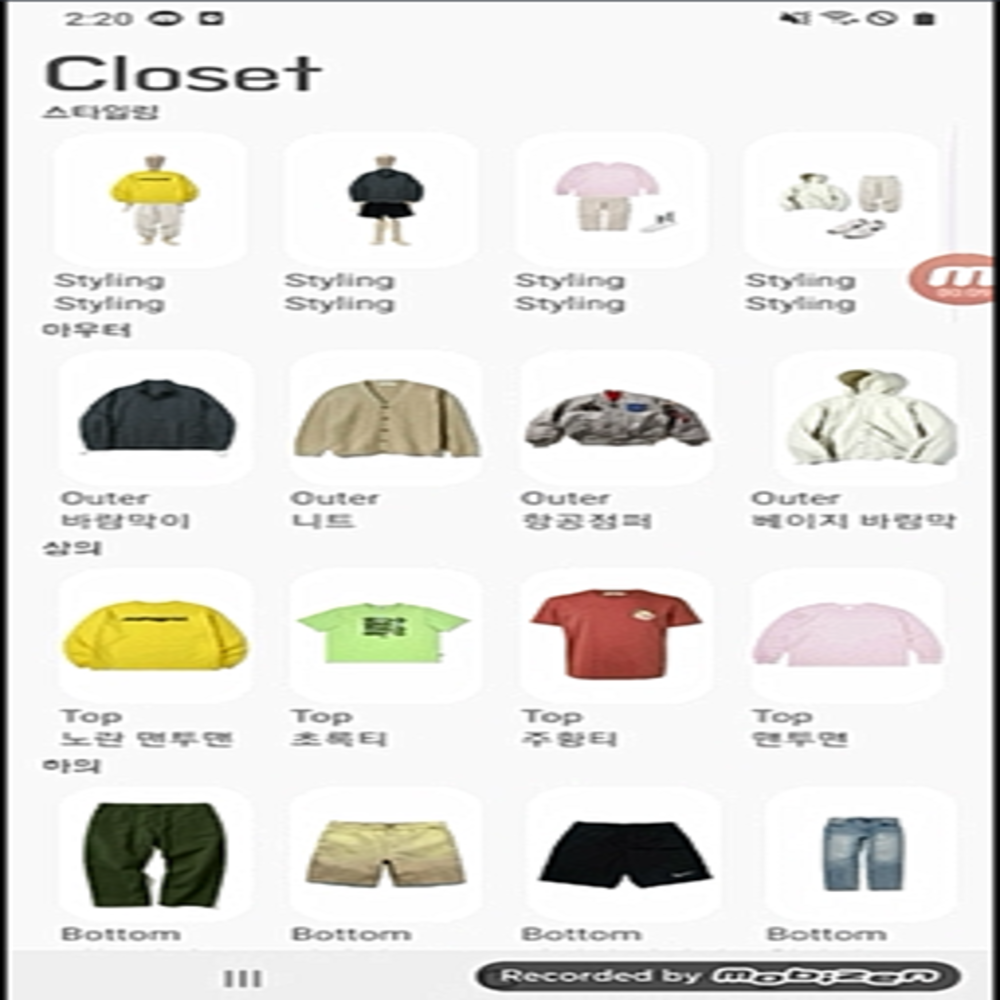 2:20
Closet
스타일링
Styling Styling Styling Styling
Styling Styling Styling Styling
아우터
Outer Outer Outer Outer
바람막이 니트 항공점퍼 베이지 바람막
상의
Top Top Top Top
노란 맨투맨 초록티 주황티 맨투맨
하의
Bottom Bottom Bottom Bottom
Recorded by mobizen